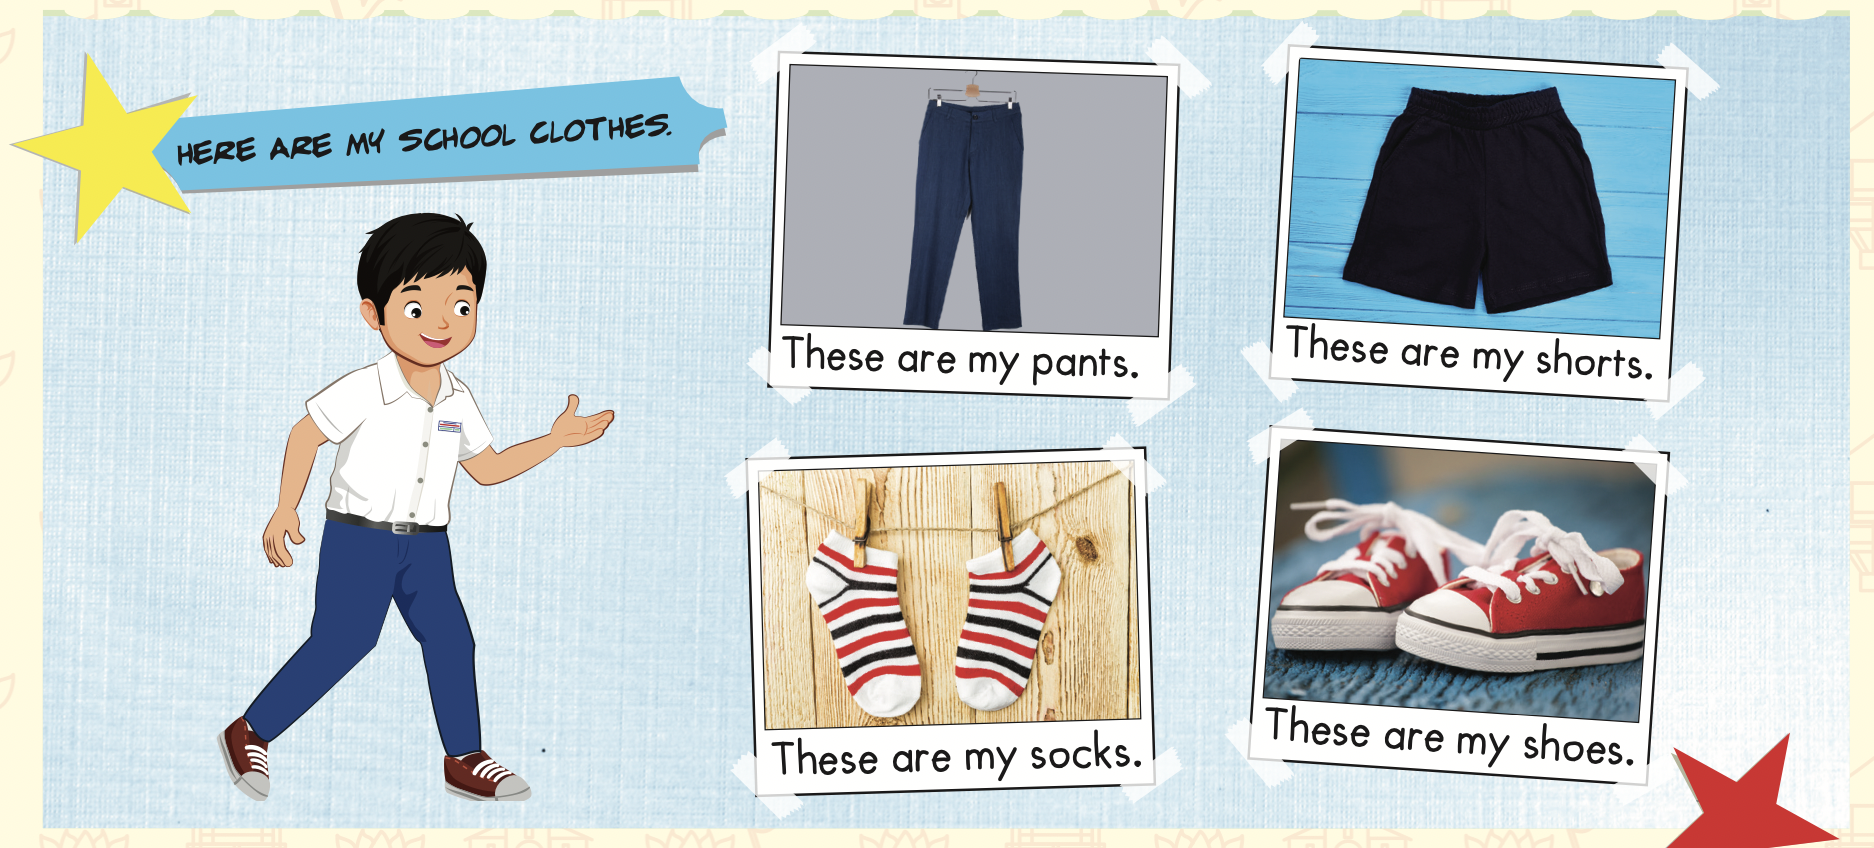 HERE ARE MY SCHOOL CLOTHES.
These are my pants.
These are my shorts.
These are my socks.
These are my shoes.